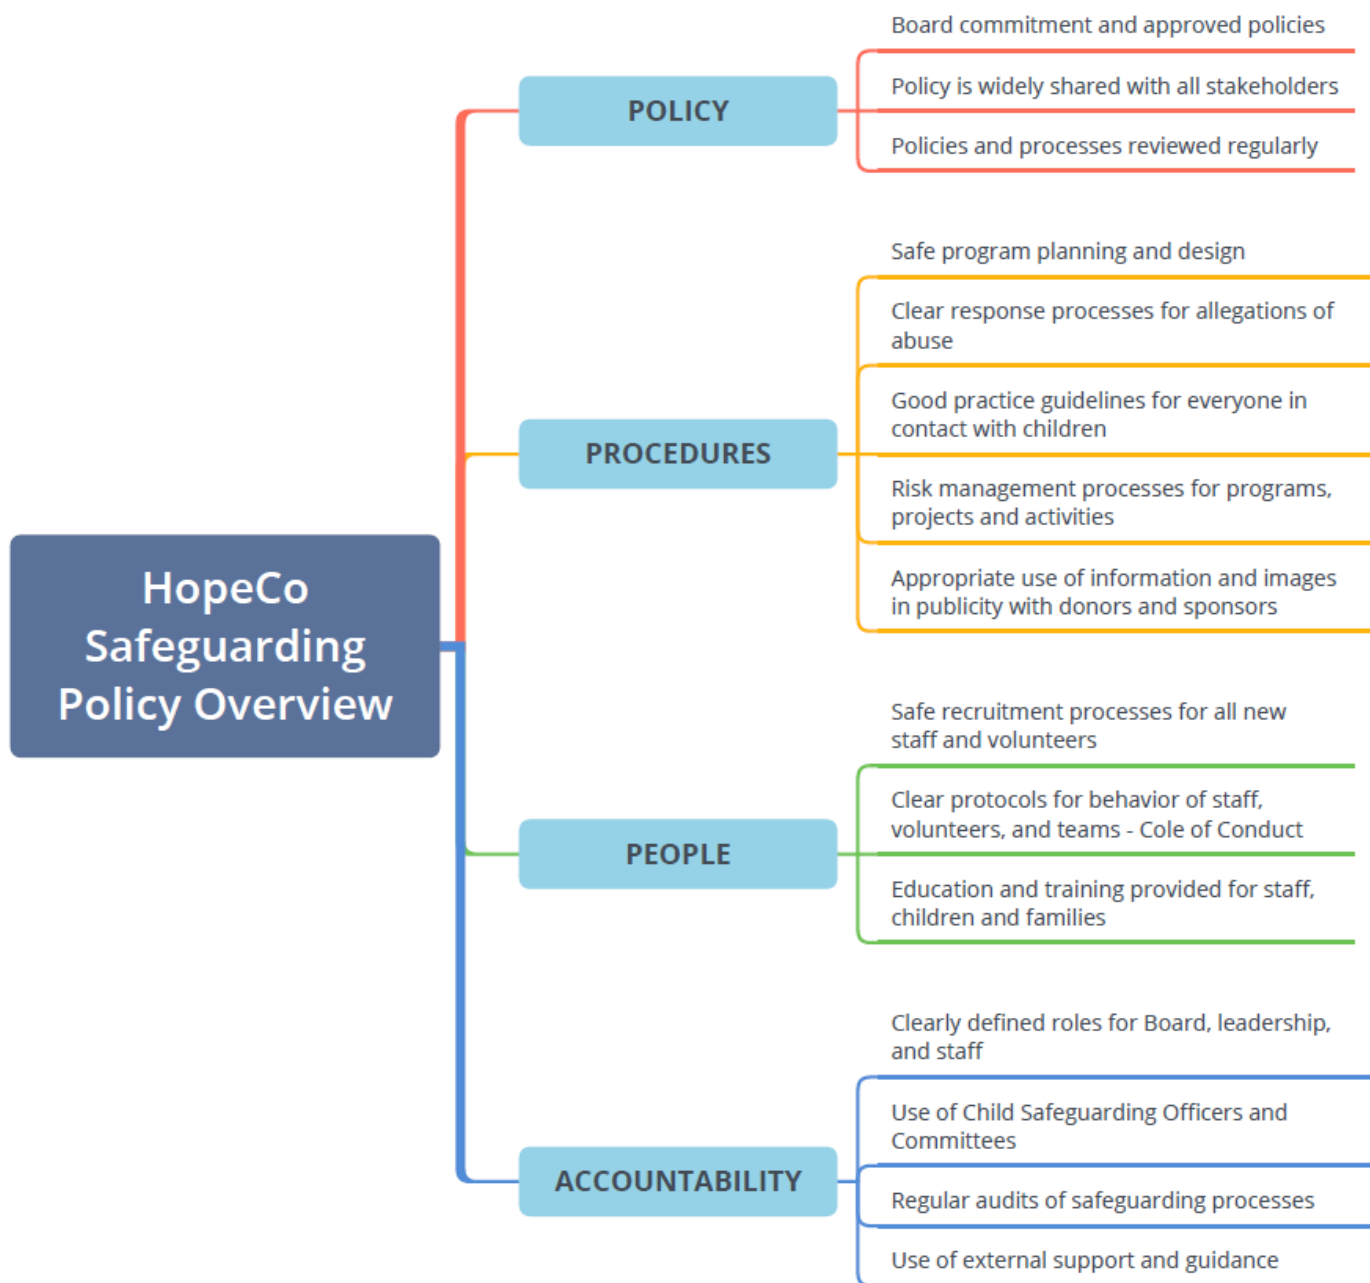 Board commitment and approved policies
POLICY
Policy is widely shared with all stakeholders
Policies and processes reviewed regularly
Safe program planning and design
Clear response processes for allegations of
abuse
Good practice guidelines for everyone in
contact with children
PROCEDURES
Risk management processes for programs,
projects and activities
Appropriate use of information and images
in publicity with donors and sponsors
HopeCo
Safeguarding
Policy Overview
Safe recruitment processes for all new
staff and volunteers
Clear protocols for behavior of staff,
volunteers, and teams - Cole of Conduct
PEOPLE
Education and training provided for staff,
children and families
Clearly defined roles for Board, leadership,
and staff
Use of Child Safeguarding Officers and
Committees
ACCOUNTABILITY
Regular audits of safeguarding processes
Use of external support and guidance